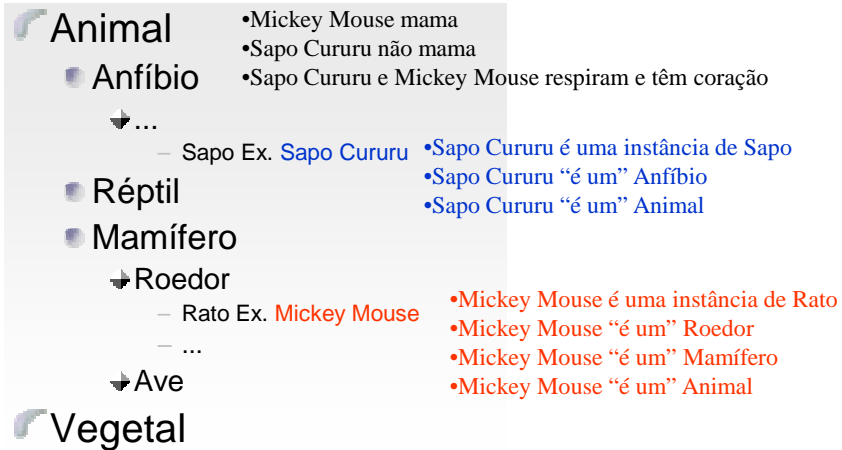 Animal
•Mickey Mouse mama
•Sapo Cururu não mama
Anfíbio
•Sapo Cururu e Mickey Mouse respiram e têm coração
...
– Sapo Ex. Sapo Cururu
•Sapo Cururu é uma instância de Sapo
•Sapo Cururu “é um” Anfíbio
•Sapo Cururu “é um” Animal
Réptil
Mamífero
Roedor
– Rato Ex. Mickey Mouse
– ...
•Mickey Mouse é uma instância de Rato
•Mickey Mouse “é um” Roedor
•Mickey Mouse “é um” Mamífero
•Mickey Mouse “é um” Animal
Ave
Vegetal